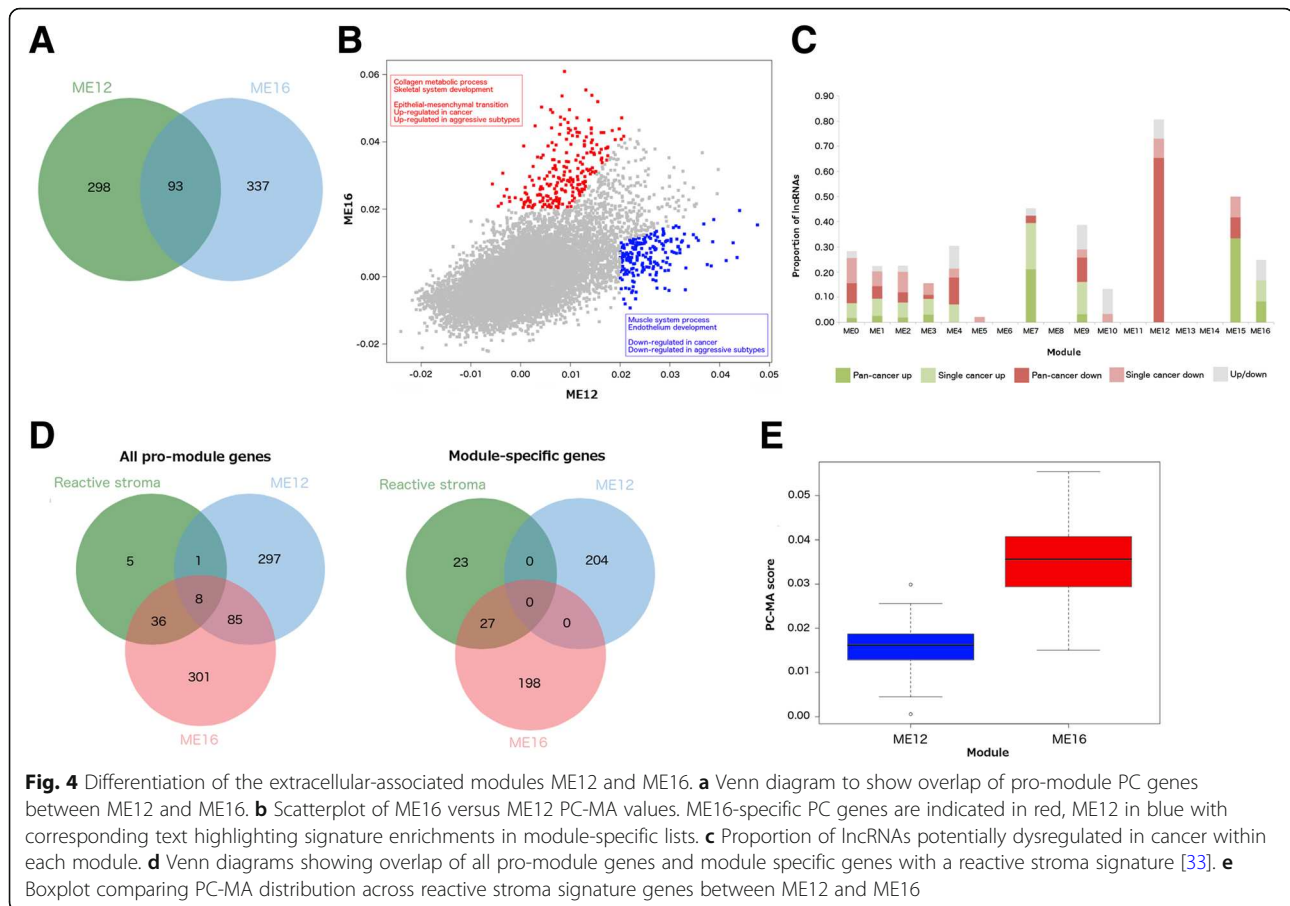 A
ME12
ME16
298
93
337
B
Collagen metabolic process
Skeletal system development
Epithelial-mesenchymal transition
Up-regulated in cancer
Up-regulated in aggressive subtypes
Muscle system process
Endothelium development
Down-regulated in cancer
Down-regulated in aggressive subtypes
ME16
0.06
0.04
0.02
0.00
-0.02
-0.02
-0.01
0.00
0.01
0.02
0.03
0.04
0.05
ME12
C
Proportion of lncRNAs
0.90
0.80
0.70
0.60
0.50
0.40
0.30
0.20
0.10
0.00
ME0
ME1
ME2
ME3
ME4
ME5
ME6
ME7
ME8
ME9
ME10
ME11
ME12
ME13
ME14
ME15
ME16
Module
Pan-cancer up
Single cancer up
Pan-cancer down
Single cancer down
Up/down
D
All pro-module genes
Reactive stroma
ME12
5
1
297
8
36
85
301
ME16
Module-specific genes
Reactive stroma
ME12
23
0
204
0
27
0
198
ME16
E
PC-MA score
0.05
0.04
0.03
0.02
0.01
0.00
ME12
ME16
Module
Fig. 4 Differentiation of the extracellular-associated modules ME12 and ME16. a Venn diagram to show overlap of pro-module PC genes
between ME12 and ME16. b Scatterplot of ME16 versus ME12 PC-MA values. ME16-specific PC genes are indicated in red, ME12 in blue with
corresponding text highlighting signature enrichments in module-specific lists. c Proportion of lncRNAs potentially dysregulated in cancer within
each module. d Venn diagrams showing overlap of all pro-module genes and module specific genes with a reactive stroma signature [33]. e
Boxplot comparing PC-MA distribution across reactive stroma signature genes between ME12 and ME16